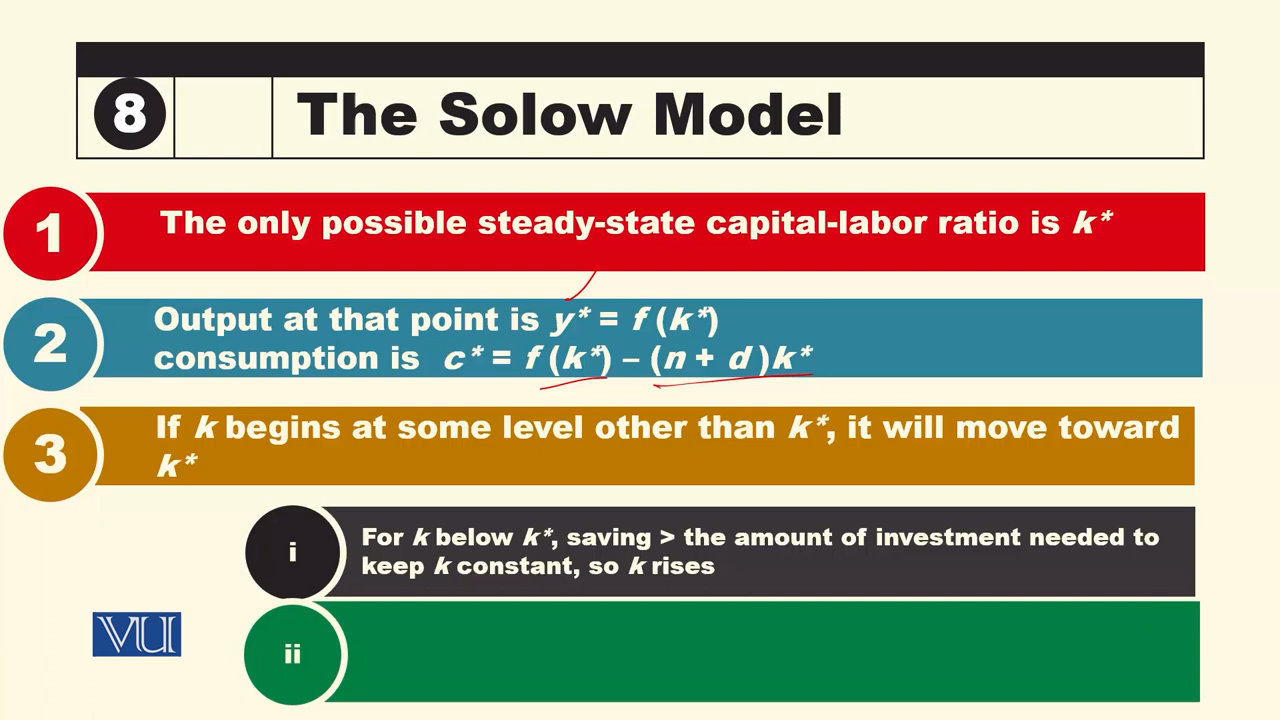 8 The Solow Model
1 The only possible steady-state capital-labor ratio is k*
2 Output at that point is y* = f (k*)
consumption is c* = f (k*) – (n + d )k*
3 If k begins at some level other than k*, it will move toward
k*
i For k below k*, saving > the amount of investment needed to
keep k constant, so k rises
VU
ii